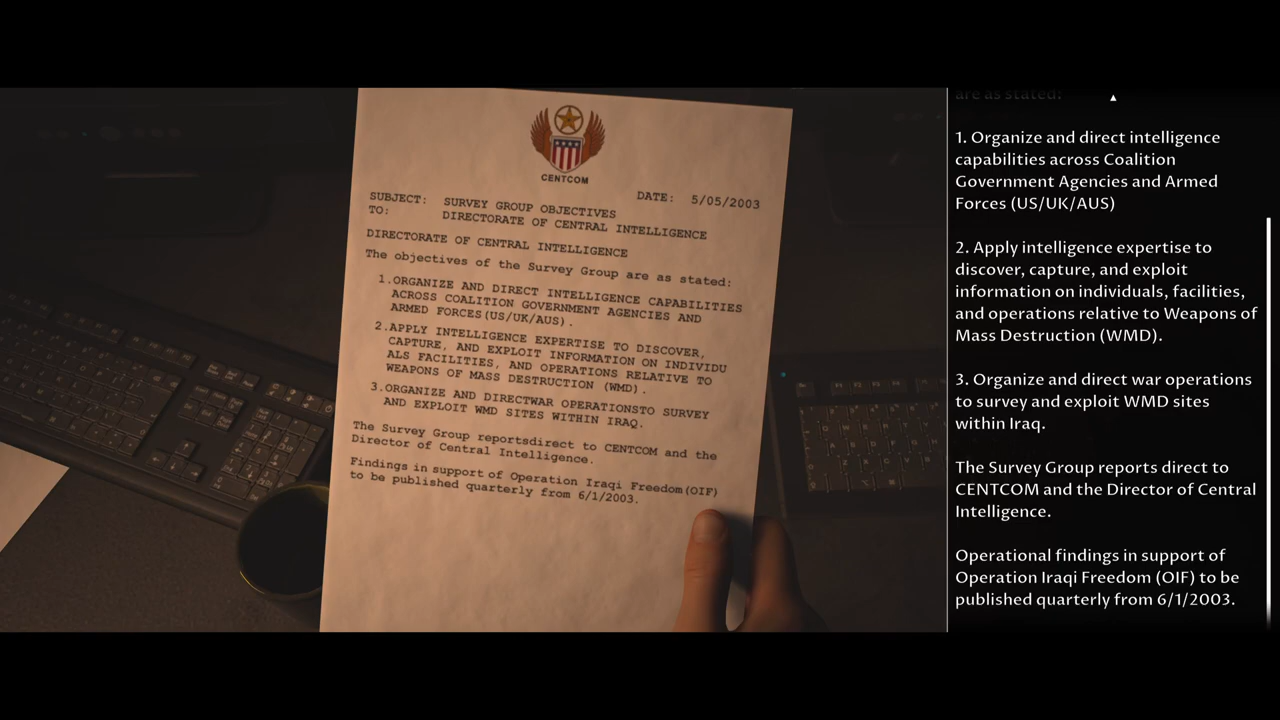 CENTCOM
DATE: 5/05/2003
SUBJECT: SURVEY GROUP OBJECTIVES
TO: DIRECTORATE OF CENTRAL INTELLIGENCE
DIRECTORATE OF CENTRAL INTELLIGENCE
The objectives of the Survey Group are as stated:
1.ORGANIZE AND DIRECT INTELLIGENCE CAPABILITIES
ACROSS COALITION GOVERNMENT AGENCIES AND
ARMED FORCES(US/UK/AUS).
2.APPLY INTELLIGENCE EXPERTISE TO DISCOVER,
CAPTURE, AND EXPLOIT INFORMATION ON INDIVIDU
ALS FACILITIES, AND OPERATIONS RELATIVE TO
WEAPONS OF MASS DESTRUCTION (WMD).
3.ORGANIZE AND DIRECTWAR OPERATIONSTO SURVEY
AND EXPLOIT WMD SITES WITHIN IRAQ.
The Survey Group reportsdirect to CENTCOM and the
Director of Central Intelligence.
Findings in support of Operation Iraqi Freedom(OIF)
to be published quarterly from 6/1/2003.
are as stated:
1. Organize and direct intelligence
capabilities across Coalition
Government Agencies and Armed
Forces (US/UK/AUS)
2. Apply intelligence expertise to
discover, capture, and exploit
information on individuals, facilities,
and operations relative to Weapons of
Mass Destruction (WMD).
3. Organize and direct war operations
to survey and exploit WMD sites
within Iraq.
The Survey Group reports direct to
CENTCOM and the Director of Central
Intelligence.
Operational findings in support of
Operation Iraqi Freedom (OIF) to be
published quarterly from 6/1/2003.